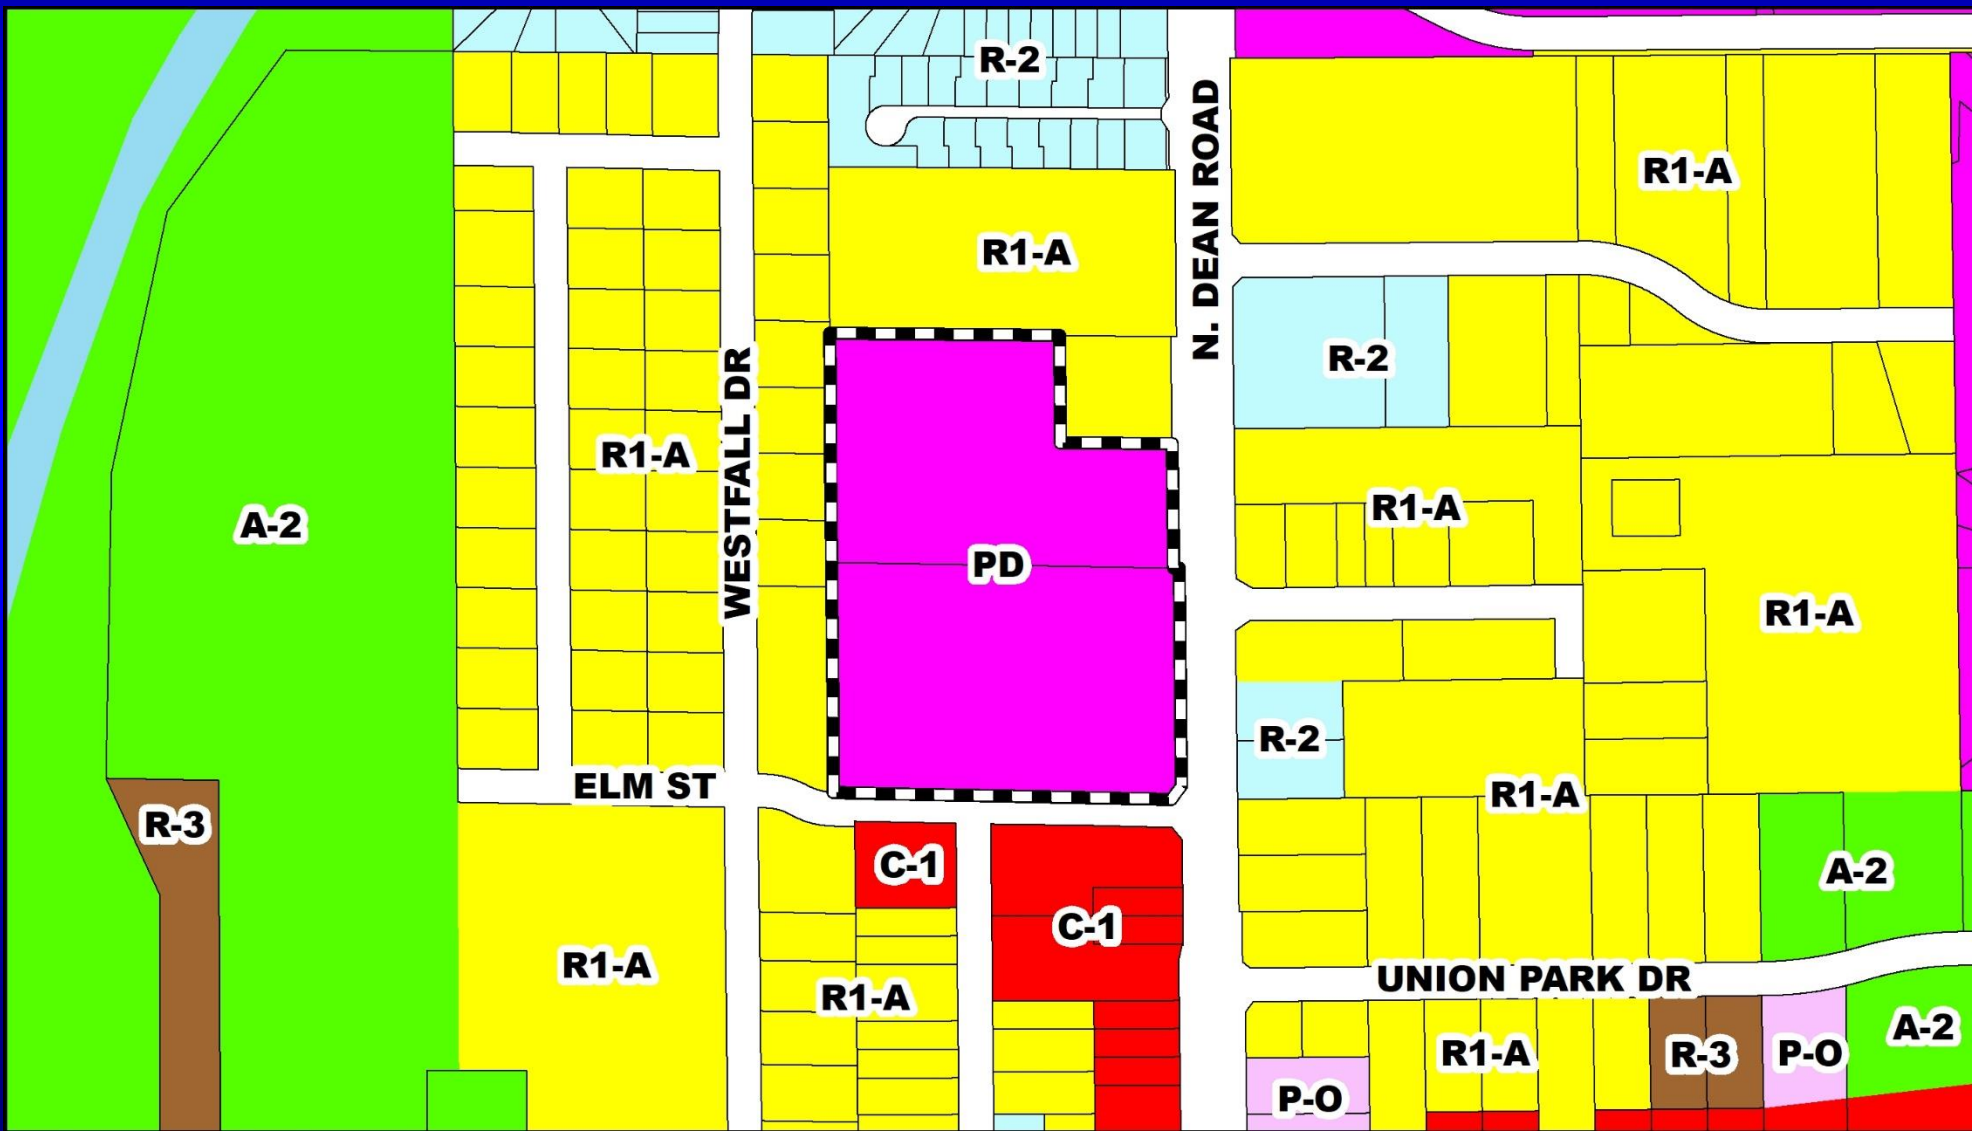 R-2
N. DEAN ROAD
R1-A
R1-A
R-2
WESTFALL DR
R1-A
R1-A
A-2
PD
R1-A
R-2
ELM ST
R1-A
R-3
C-1
A-2
C-1
R1-A
UNION PARK DR
R1-A
A-2
R1-A
R-3
P-O
P-O